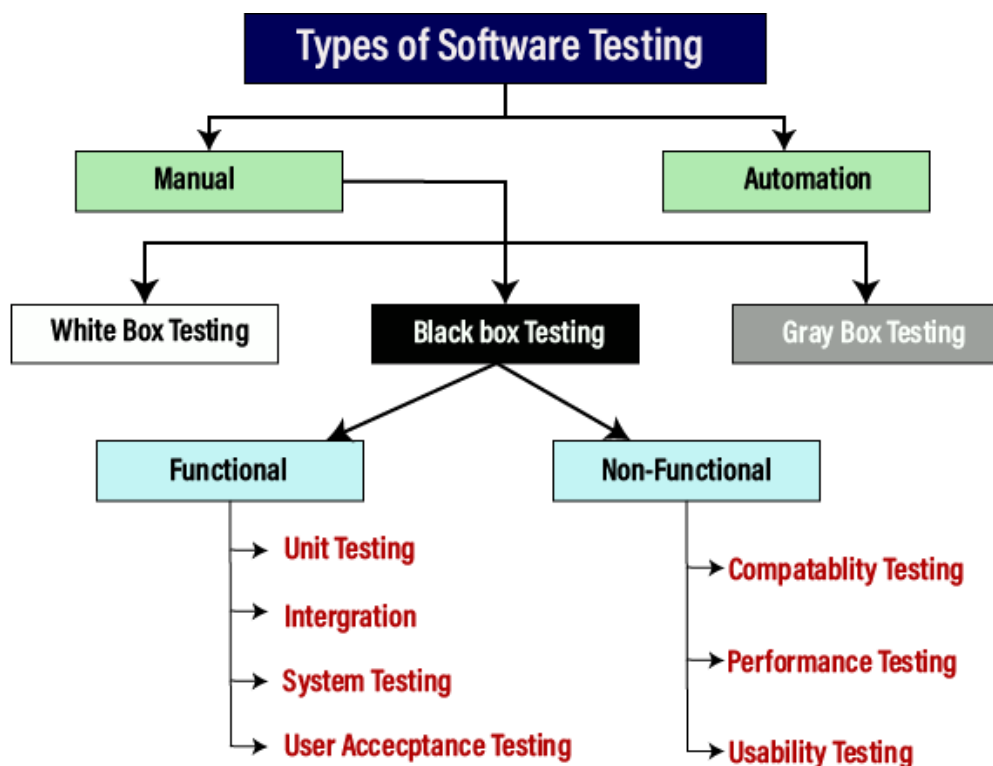 Types of Software Testing
Manual
Automation
White Box Testing
Black box Testing
Gray Box Testing
Functional
Non-Functional
Unit Testing
Intergration
System Testing
User Accecptance Testing
Compatablity Testing
Performance Testing
Usability Testing